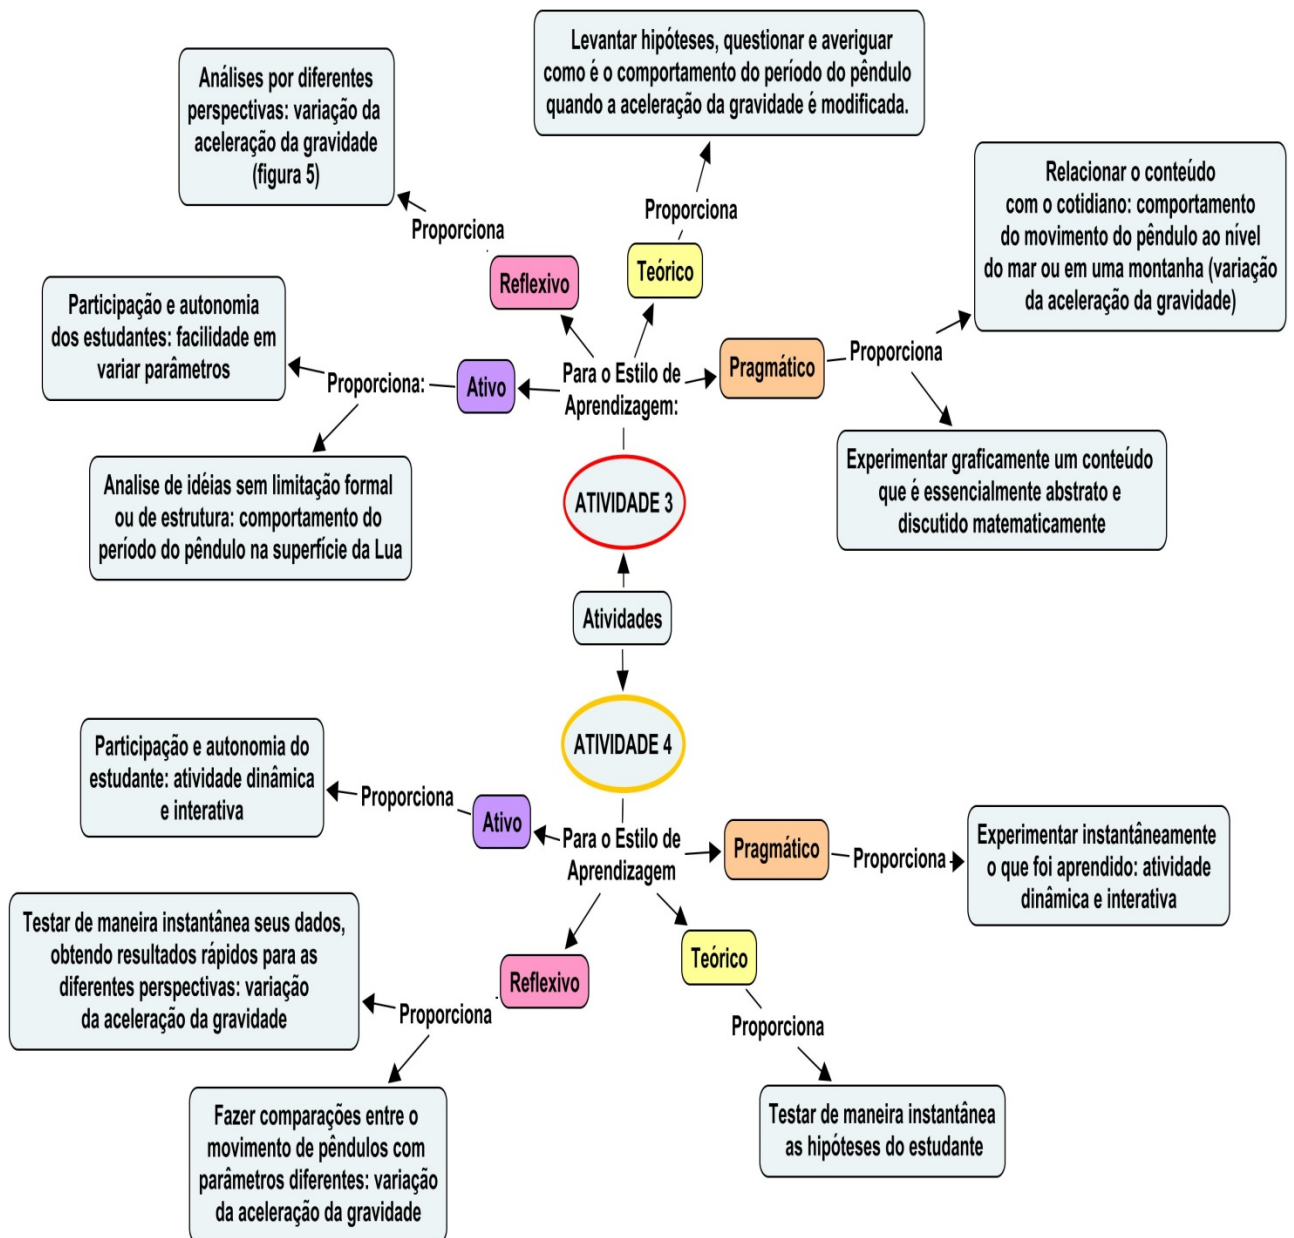 Levantar hipóteses, questionar e averiguar
como é o comportamento do período do pêndulo
quando a aceleração da gravidade é modificada.
Análises por diferentes
perspectivas: variação da
aceleração da gravidade
(figura 5)
Relacionar o conteúdo
com o cotidiano: comportamento
do movimento do pêndulo ao nível
do mar ou em uma montanha (variação
da aceleração da gravidade)
Proporciona
Proporciona
Reflexivo
Teórico
Participação e autonomia
dos estudantes: facilidade em
variar parâmetros
Proporciona:
Ativo
Para o Estilo de
Aprendizagem:
Pragmático
Proporciona
Analise de idéias sem limitação formal
ou de estrutura: comportamento do
período do pêndulo na superfície da Lua
ATIVIDADE 3
Experimentar graficamente um conteúdo
que é essencialmente abstrato e
discutido matematicamente
Atividades
ATIVIDADE 4
Participação e autonomia do
estudante: atividade dinâmica
e interativa
Proporciona
Ativo
Para o Estilo de
Aprendizagem
Pragmático
Proporciona
Experimentar instantâneamente
o que foi aprendido: atividade
dinâmica e interativa
Testar de maneira instantânea seus dados,
obtendo resultados rápidos para as
diferentes perspectivas: variação
da aceleração da gravidade
Proporciona
Reflexivo
Teórico
Proporciona
Fazer comparações entre o
movimento de pêndulos com
parâmetros diferentes: variação
da aceleração da gravidade
Testar de maneira instantânea
as hipóteses do estudante